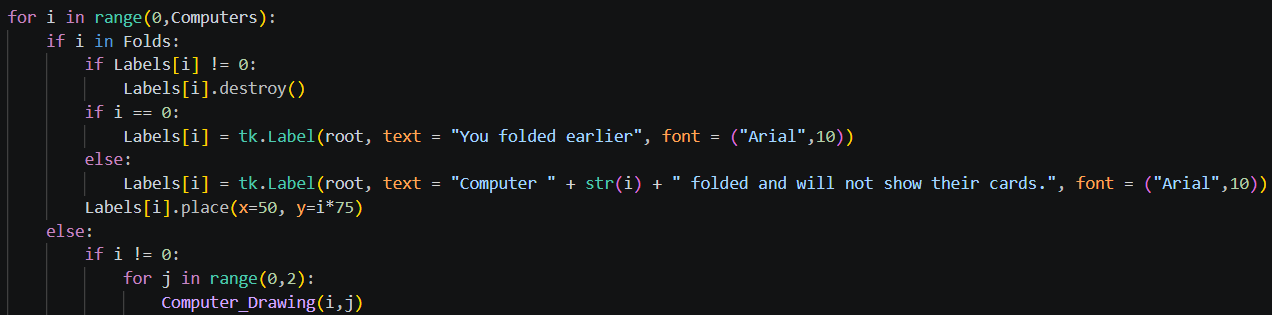 for i in range(0,Computers):
    if i in Folds:
        if Labels[i] != 0:
            Labels[i].destroy()
        if i == 0:
            Labels[i] = tk.Label(root, text = "You folded earlier", font = ("Arial",10))
        else:
            Labels[i] = tk.Label(root, text = "Computer " + str(i) + " folded and will not show their cards.", font = ("Arial",10))
        Labels[i].place(x=50, y=i*75)
    else:
        if i != 0:
            for j in range(0,2):
                Computer_Drawing(i,j)